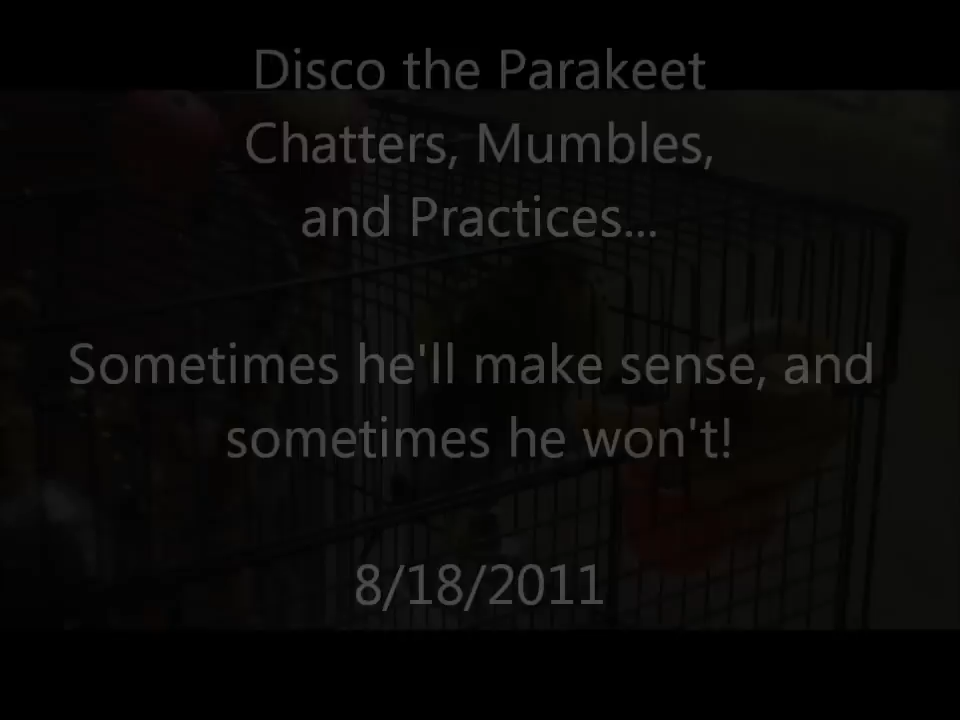 Disco the Parakeet
Chatters, Mumbles,
and Practices...
Sometimes he'll make sense, and
sometimes he won't!
8/18/2011